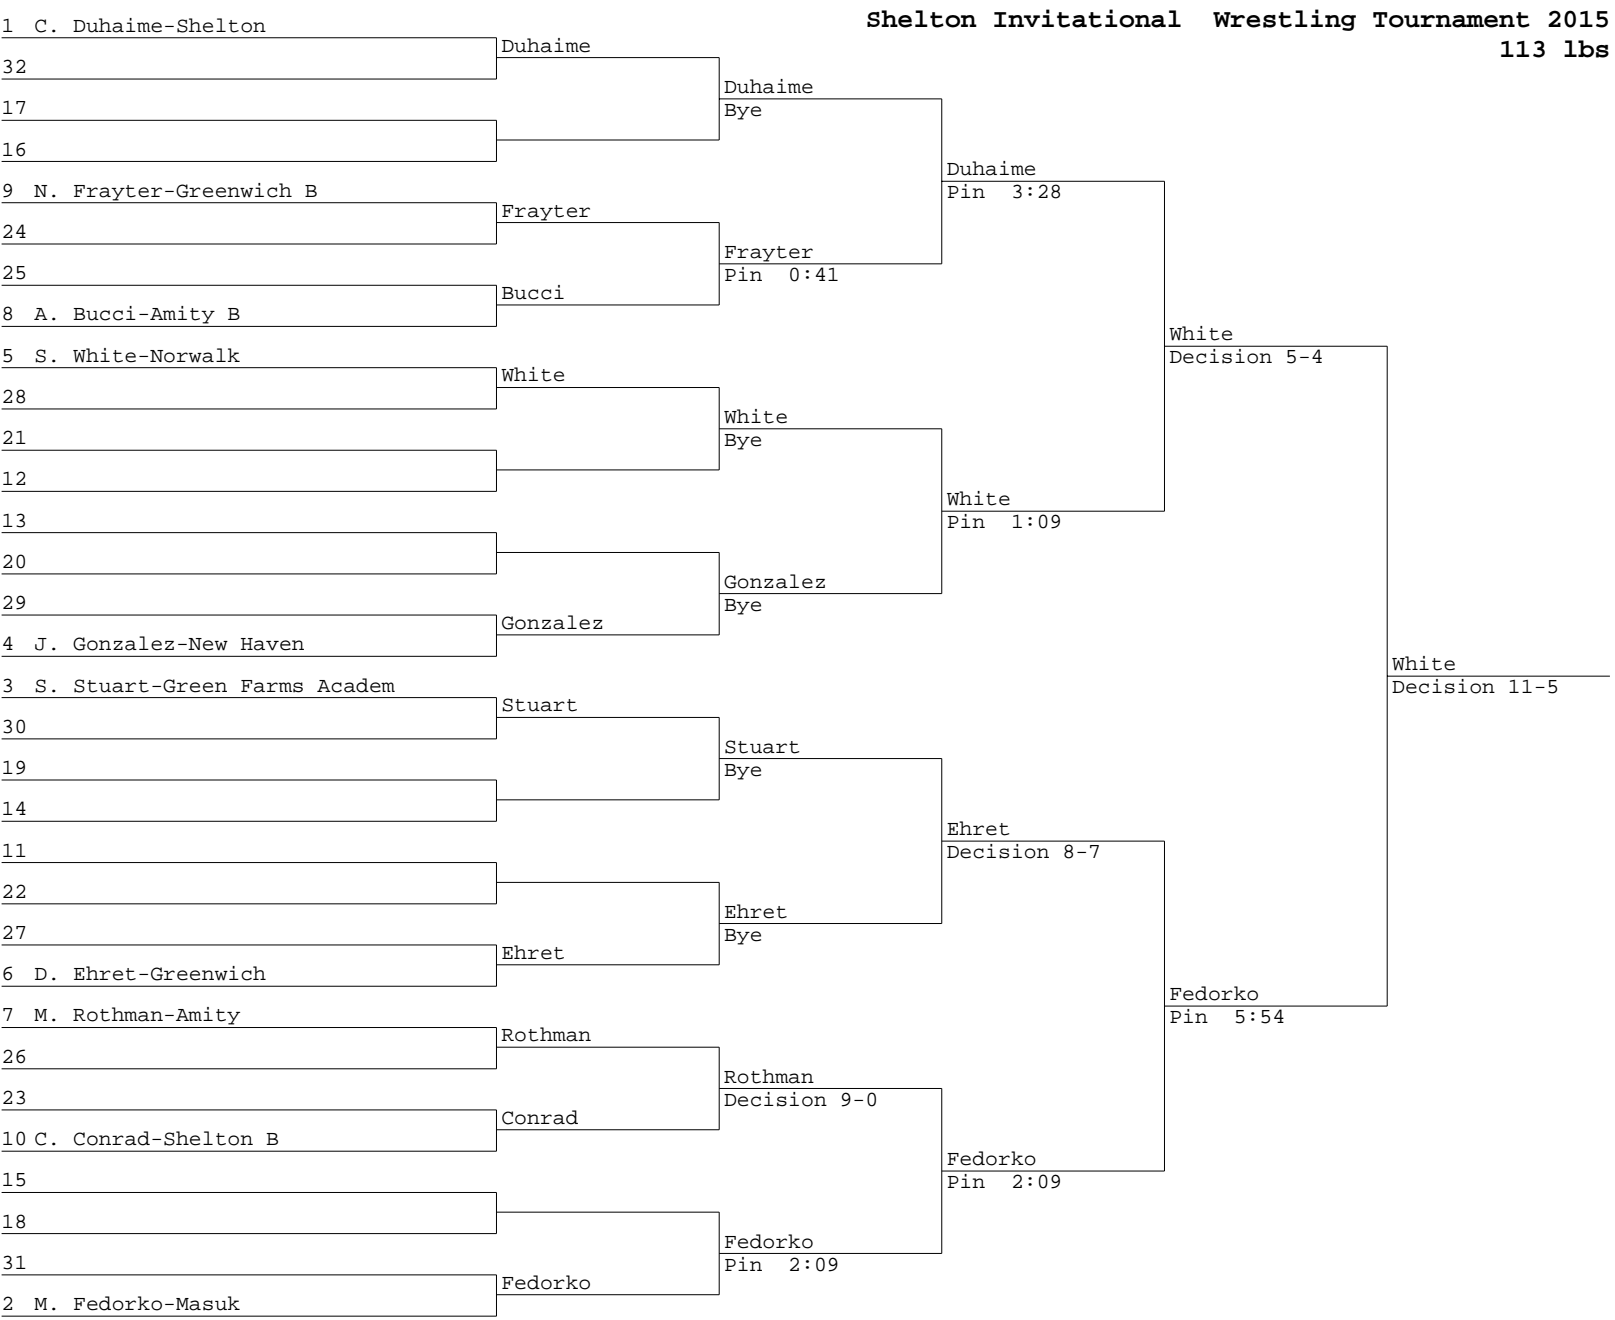 Shelton Invitational  Wrestling Tournament 2015
113 lbs
1 C. Duhaime-Shelton
32
17
16
9 N. Frayter-Greenwich B
24
25
8 A. Bucci-Amity B
5 S. White-Norwalk
28
21
12
13
20
29
4 J. Gonzalez-New Haven
3 S. Stuart-Green Farms Academ
30
19
14
11
22
27
6 D. Ehret-Greenwich
7 M. Rothman-Amity
26
23
10 C. Conrad-Shelton B
15
18
31
2 M. Fedorko-Masuk
Duhaime
Frayter
Bucci
White
Gonzalez
Stuart
Ehret
Rothman
Conrad
Fedorko
Duhaime
Bye
Frayter
Pin  0:41
White
Bye
Gonzalez
Bye
Stuart
Bye
Ehret
Bye
Rothman
Decision 9-0
Fedorko
Pin  2:09
Duhaime
Pin  3:28
White
Pin  1:09
Ehret
Decision 8-7
Fedorko
Pin  2:09
White
Decision 5-4
Fedorko
Pin  5:54
White
Decision 11-5